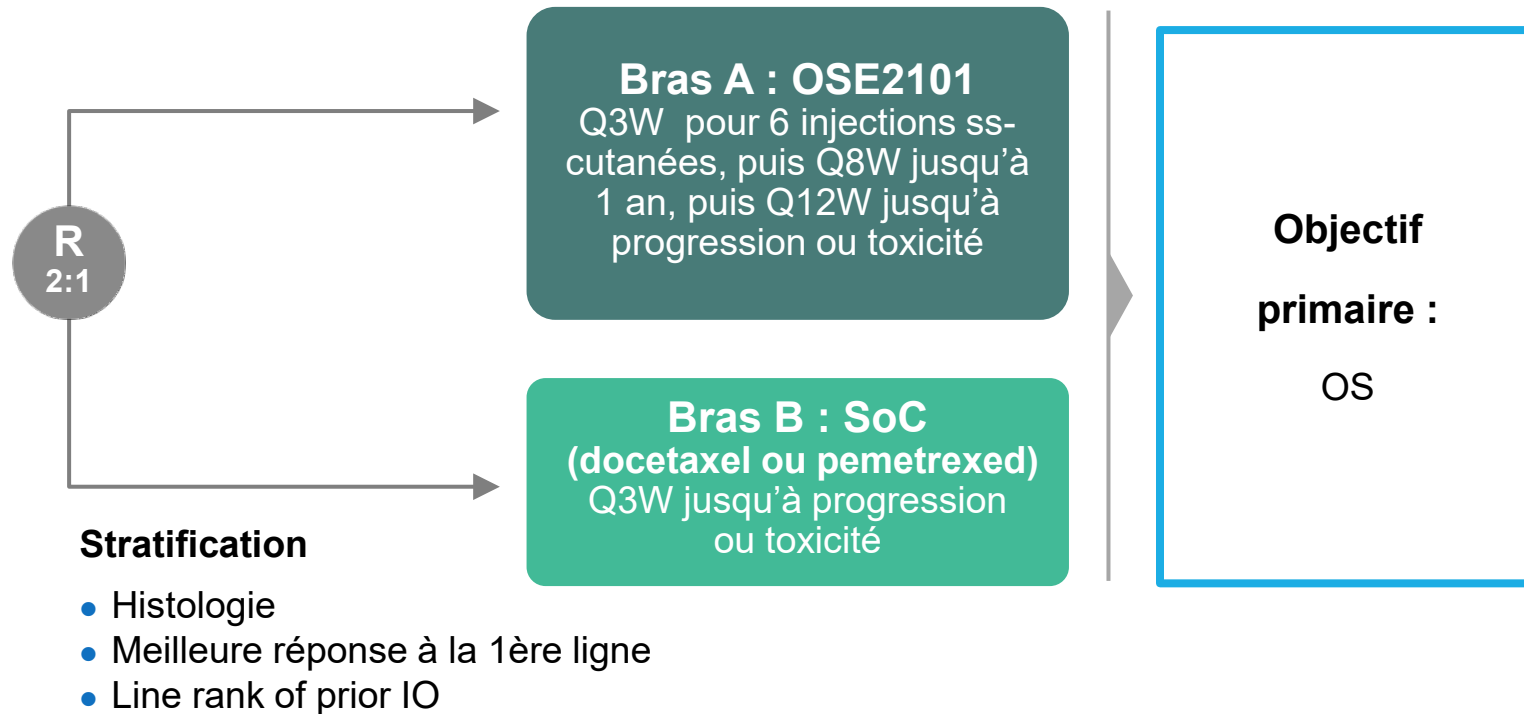 R
2:1
Bras A : OSE2101
Q3W pour 6 injections ss-
cutanées, puis Q8W jusqu’à
1 an, puis Q12W jusqu’à
progression ou toxicité
Bras B : SoC
(docetaxel ou pemetrexed)
Q3W jusqu’à progression
ou toxicité
Objectif
primaire :
OS
Stratification
● Histologie
● Meilleure réponse à la 1ère ligne
● Line rank of prior IO